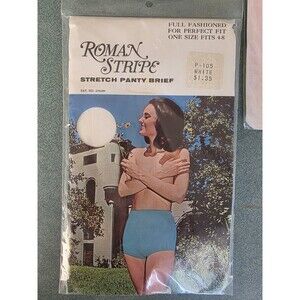 FULL FASHIONED
FOR PERFECT FIT
ONE SIZE FITS 4-8
ROMAN
STRIPE
STRETCH PANTY BRIEF
P-105
WHITE
$1.35